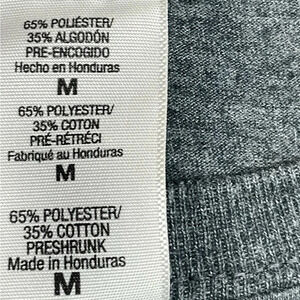 65% POLIÉSTER/
35% ALGODÓN
PRE-ENCOGIDO
Hecho en Honduras
M
65% POLYESTER/
35% COTON
PRÉ-RÉTRÉCI
Fabriqué au Honduras
M
65% POLYESTER/
35% COTTON
PRESHRUNK
Made in Honduras
M